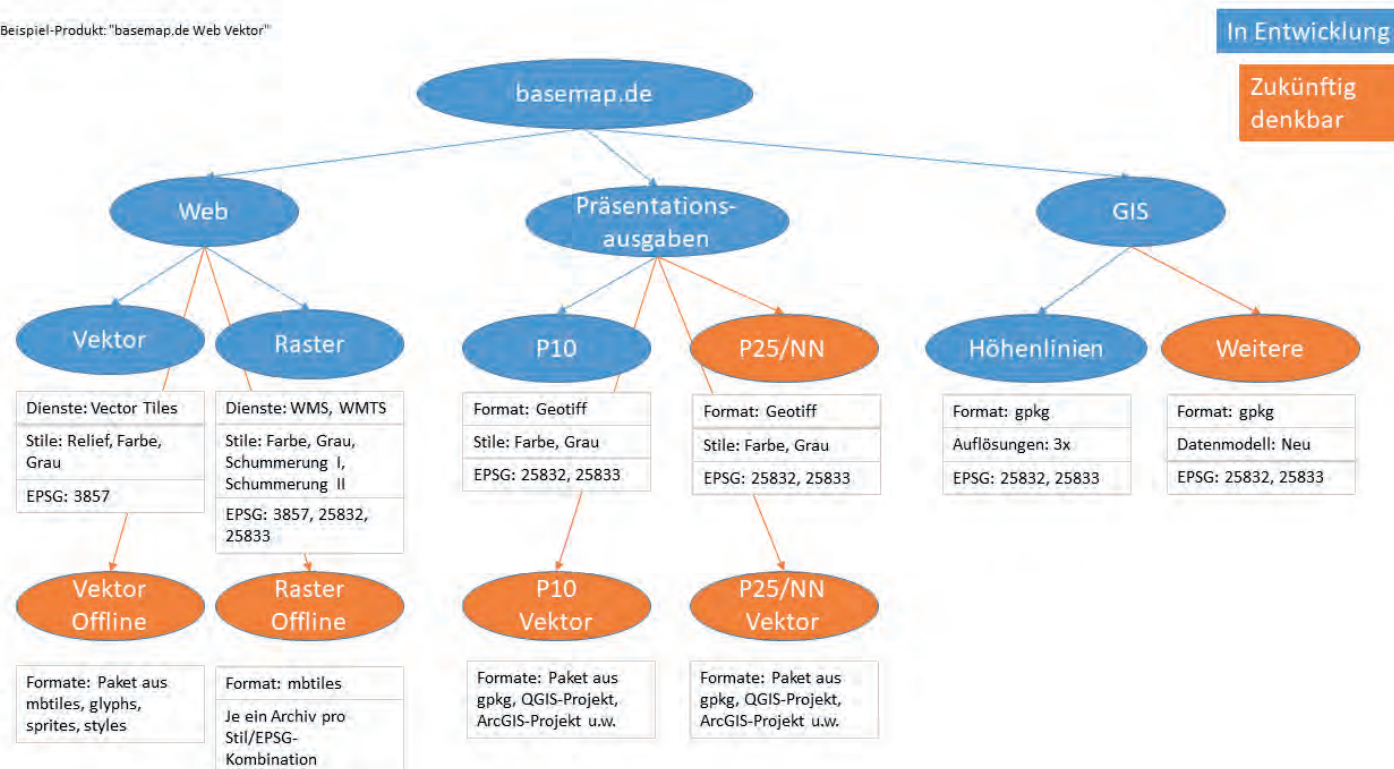 Beispiel-Produkt: "basemap.de Web Vektor"
In Entwicklung
Zukünftig
denkbar
basemap.de
Web
Präsentations-
ausgaben
GIS
Vektor
Raster
P10
P25/NN
Höhenlinien
Weitere
Dienste: Vector Tiles
Stile: Relief, Farbe,
Grau
EPSG: 3857
Dienste: WMS, WMTS
Stile: Farbe, Grau,
Schummerung I,
Schummerung II
EPSG: 3857, 25832,
25833
Format: Geotiff
Stile: Farbe, Grau
EPSG: 25832, 25833
Format: Geotiff
Stile: Farbe, Grau
EPSG: 25832, 25833
Format: gpkg
Auflösungen: 3x
EPSG: 25832, 25833
Format: gpkg
Datenmodell: Neu
EPSG: 25832, 25833
Vektor
Offline
Raster
Offline
P10
Vektor
P25/NN
Vektor
Formate: Paket aus
mbtiles, glyphs,
sprites, styles
Format: mbtiles
Je ein Archiv pro
Stil/EPSG-
Kombination
Formate: Paket aus
gpkg, QGIS-Projekt,
ArcGIS-Projekt u.w.
Formate: Paket aus
gpkg, QGIS-Projekt,
ArcGIS-Projekt u.w.